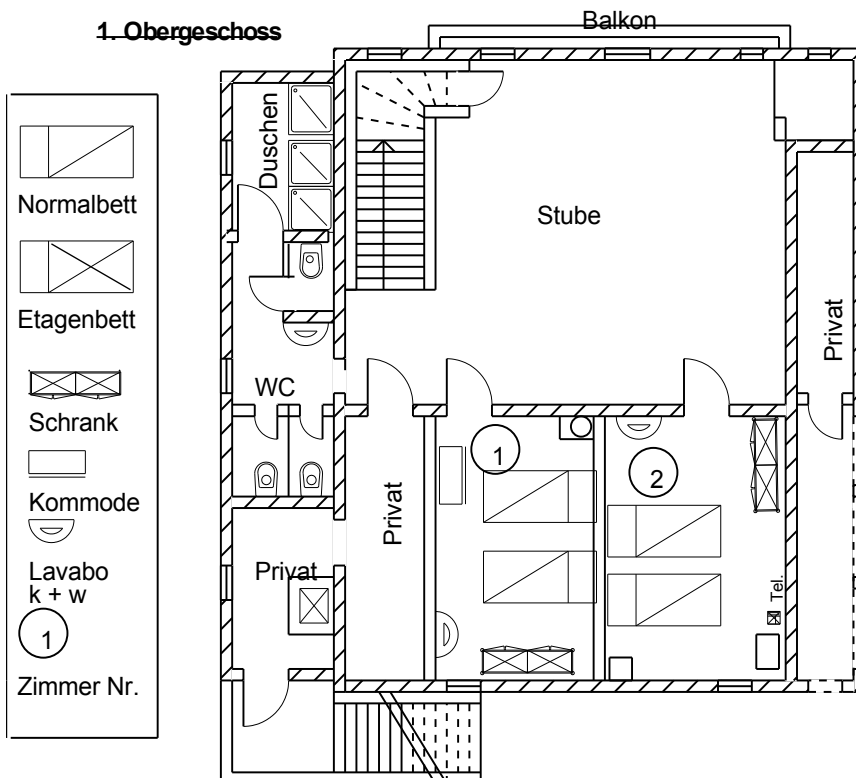 1. Obergeschoss
Balkon
Normalbett
Etagenbett
Schrank
Kommode
Lavabo
k + w
1
Zimmer Nr.
Duschen
Stube
Privat
WC
1
2
Privat
Privat
Tel.